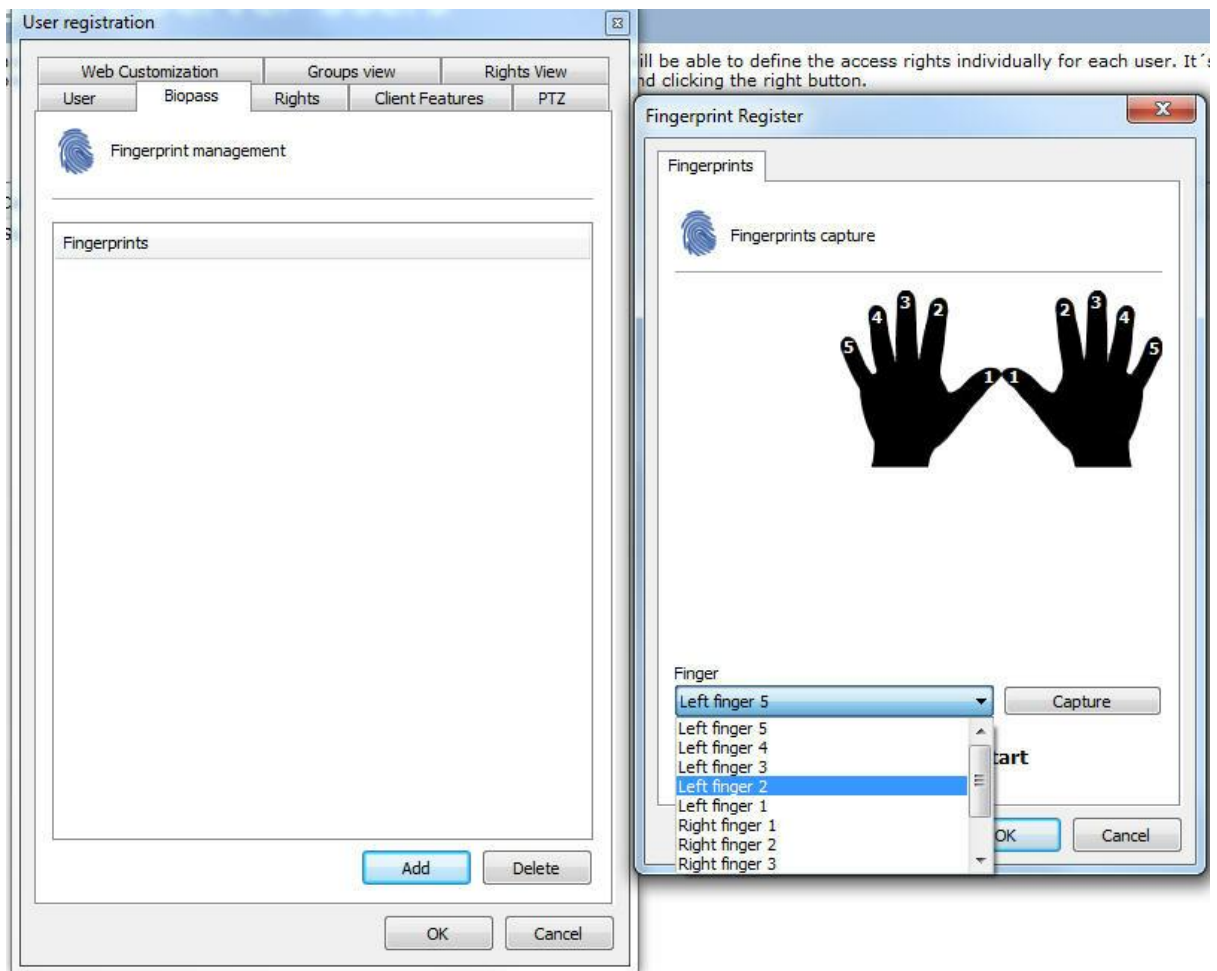 User registration
Web Customization
Groups view
Rights View
User
Biopass
Rights
Client Features
PTZ
Fingerprint management
Fingerprints
Add
Delete
OK
Cancel
ill be able to define the access rights individually for each user. It´s
nd clicking the right button.
Fingerprint Register
Fingerprints
Fingerprints capture
5 4 3 2 1 1 2 3 4 5
Finger
Left finger 5
Capture
Left finger 5
Left finger 4
Left finger 3
Left finger 2
Left finger 1
Right finger 1
Right finger 2
Right finger 3
tart
OK
Cancel